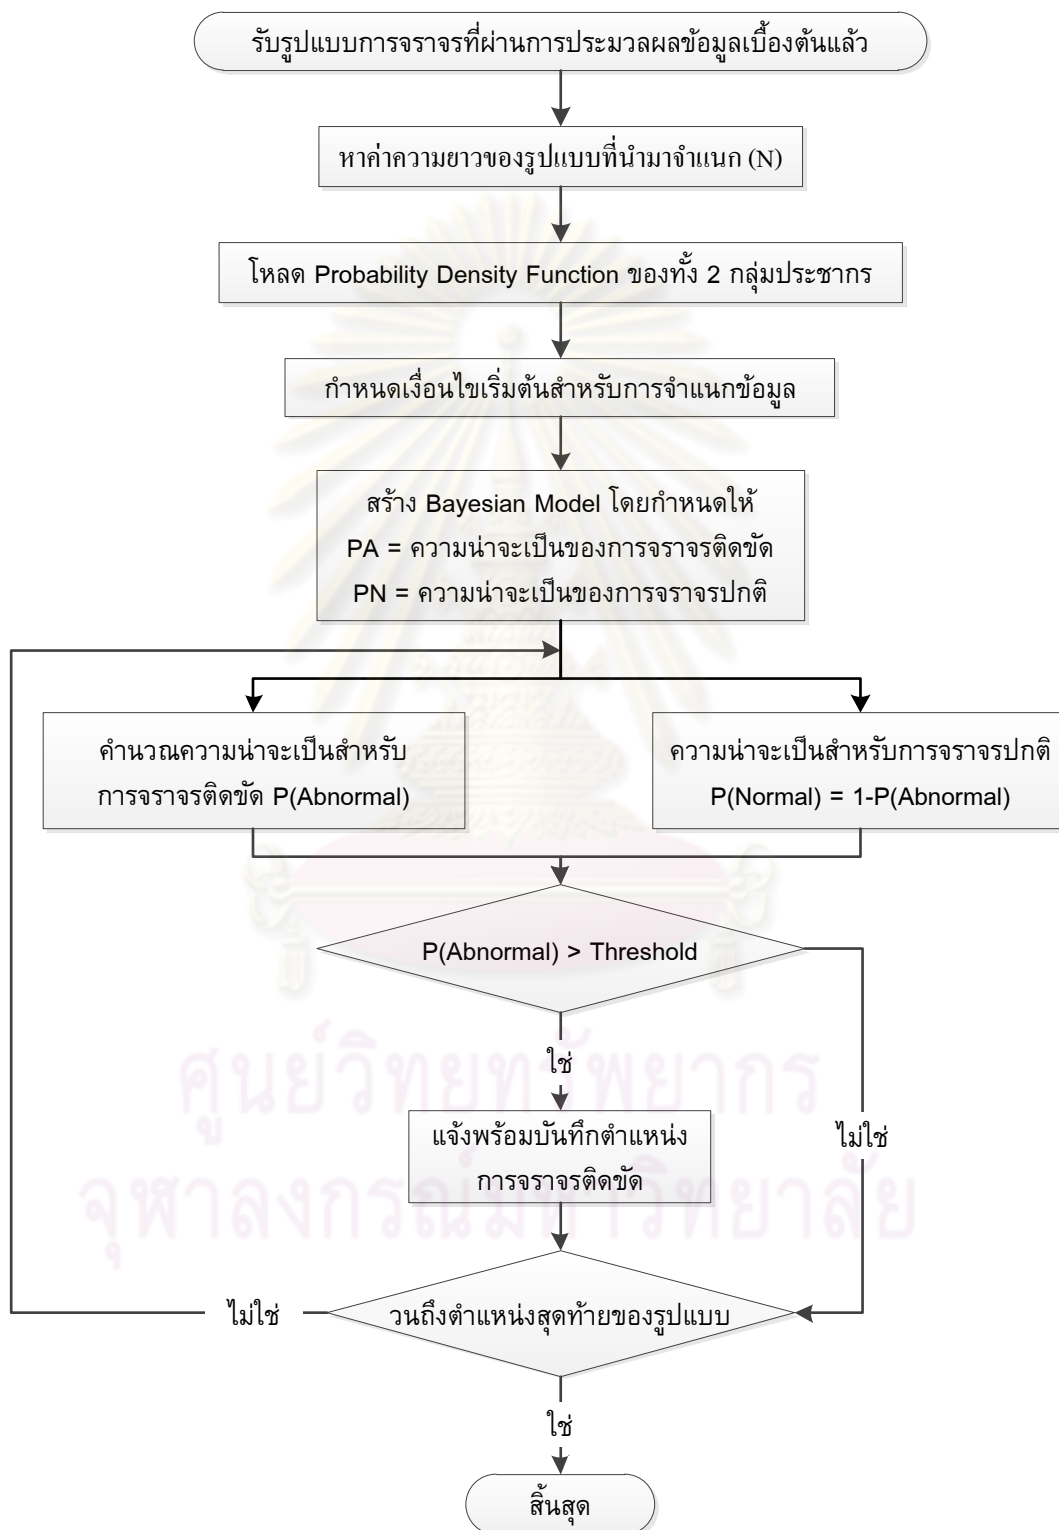 รับรูปแบบการจราจรที่ผ่านการประมวลผลข้อมูลเบื้องต้นแล้ว
หาค่าความยาวของรูปแบบที่นำมาจำแนก (N)
โหลด Probability Density Function ของทั้ง 2 กลุ่มประชากร
กำหนดเงื่อนไขเริ่มต้นสำหรับการจำแนกข้อมูล
สร้าง Bayesian Model โดยกำหนดให้
PA = ความน่าจะเป็นของการจราจรติดขัด
PN = ความน่าจะเป็นของการจราจรปกติ
คำนวณความน่าจะเป็นสำหรับ
การจราจรติดขัด P(Abnormal)
ความน่าจะเป็นสำหรับการจราจรปกติ
P(Normal) = 1-P(Abnormal)
P(Abnormal) > Threshold
ใช่
ไม่ใช่
แจ้งพร้อมบันทึกตำแหน่ง
การจราจรติดขัด
วนถึงตำแหน่งสุดท้ายของรูปแบบ
ไม่ใช่
ใช่
สิ้นสุด
ศูนย์วิทยทรัพยากร
จุฬาลงกรณ์มหาวิทยาลัย